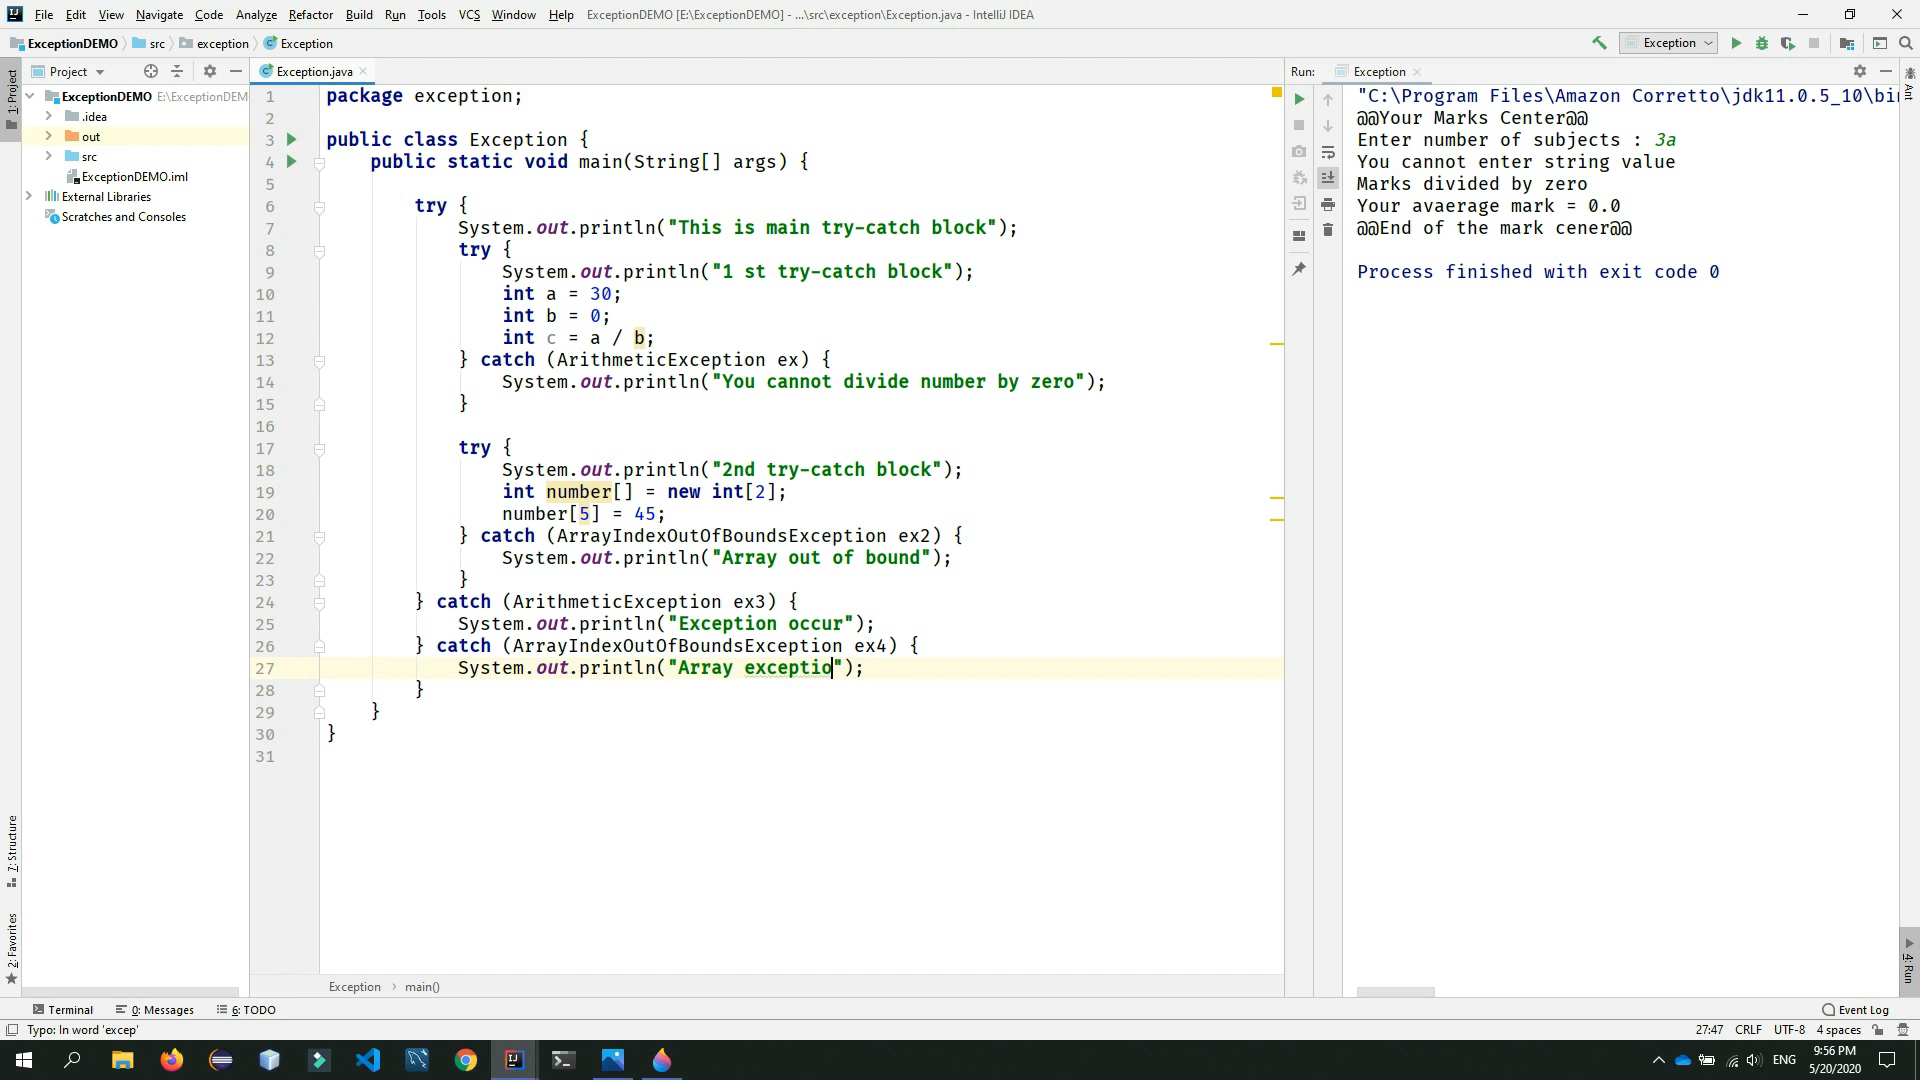 File Edit View Navigate Code Analyze Refactor Build Run Tools VCS Window Help ExceptionDEMO [E:\ExceptionDEMO] - ...\src\exception\Exception.java - IntelliJ IDEA
ExceptionDEMO src exception Exception
Exception
Project
Exception.java
Run: Exception
1: Project
Ant
ExceptionDEMO E:\ExceptionDEM
.idea
out
src
ExceptionDEMO.iml
External Libraries
Scratches and Consoles
1 package exception;
2
3 public class Exception {
4 public static void main(String[] args) {
5
6 try {
7 System.out.println("This is main try-catch block");
8 try {
9 System.out.println("1 st try-catch block");
10 int a = 30;
11 int b = 0;
12 int c = a / b;
13 } catch (ArithmeticException ex) {
14 System.out.println("You cannot divide number by zero");
15 }
16
17 try {
18 System.out.println("2nd try-catch block");
19 int number[] = new int[2];
20 number[5] = 45;
21 } catch (ArrayIndexOutOfBoundsException ex2) {
22 System.out.println("Array out of bound");
23 }
24 } catch (ArithmeticException ex3) {
25 System.out.println("Exception occur");
26 } catch (ArrayIndexOutOfBoundsException ex4) {
27 System.out.println("Array exceptio");
28 }
29 }
30 }
31
"C:\Program Files\Amazon Corretto\jdk11.0.5_10\bin
@@Your Marks Center@@
Enter number of subjects : 3a
You cannot enter string value
Marks divided by zero
Your avaerage mark = 0.0
@@End of the mark cener@@
Process finished with exit code 0
7: Structure
2: Favorites
4: Run
Exception main()
Terminal 0: Messages 6: TODO Event Log
Typo: In word 'excep' 27:47 CRLF UTF-8 4 spaces
ENG 9:56 PM
5/20/2020